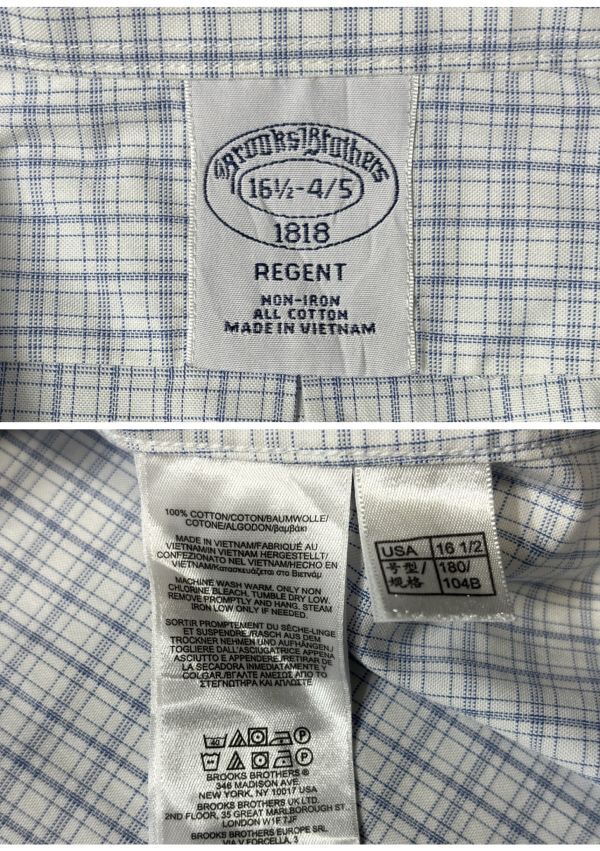 Brooks Brothers
16½-4/5
1818
REGENT
NON-IRON
ALL COTTON
MADE IN VIETNAM
100% COTTON/COTON/BAUMWOLLE/
COTONE/ALGODON/βαμβάκι
MADE IN VIETNAM/FABRIQUÉ AU
VIETNAM/IN VIETNAM HERGESTELLT/
CONFEZIONATO NEL VIETNAM/HECHO EN
VIETNAM/Κατασκευάζεται στο Βιετνάμ
MACHINE WASH WARM. ONLY NON
CHLORINE BLEACH, TUMBLE DRY LOW.
REMOVE PROMPTLY AND HANG. STEAM
IRON LOW ONLY IF NEEDED.
SORTIR PROMPTEMENT DU SÈCHE-LINGE
ET SUSPENDRE/RASCH AUS DEM
TROCKNER NEHMEN UND AUFHÄNGEN/
TOGLIERE DALL'ASCIUGATRICE APPENA
ASCIUTTO E APPENDERE/RETIRAR DE
LA SECADORA INMEDIATAMENTE Y
COLGAR/ΒΓΑΛΤΕ ΑΜΕΣΩΣ ΑΠΟ ΤΟ
ΣΤΕΓΝΩΤΗΡΑ ΚΑΙ ΑΠΛΩΣΤΕ
40 P
P
BROOKS BROTHERS ®
346 MADISON AVE.
NEW YORK, NY 10017 USA
BROOKS BROTHERS UK LTD.
2ND FLOOR, 35 GREAT MARLBOROUGH ST.
LONDON W1F7JF
BROOKS BROTHERS EUROPE SRL
VIA
USA 16 1/2
号型/ 180/
规格 104B